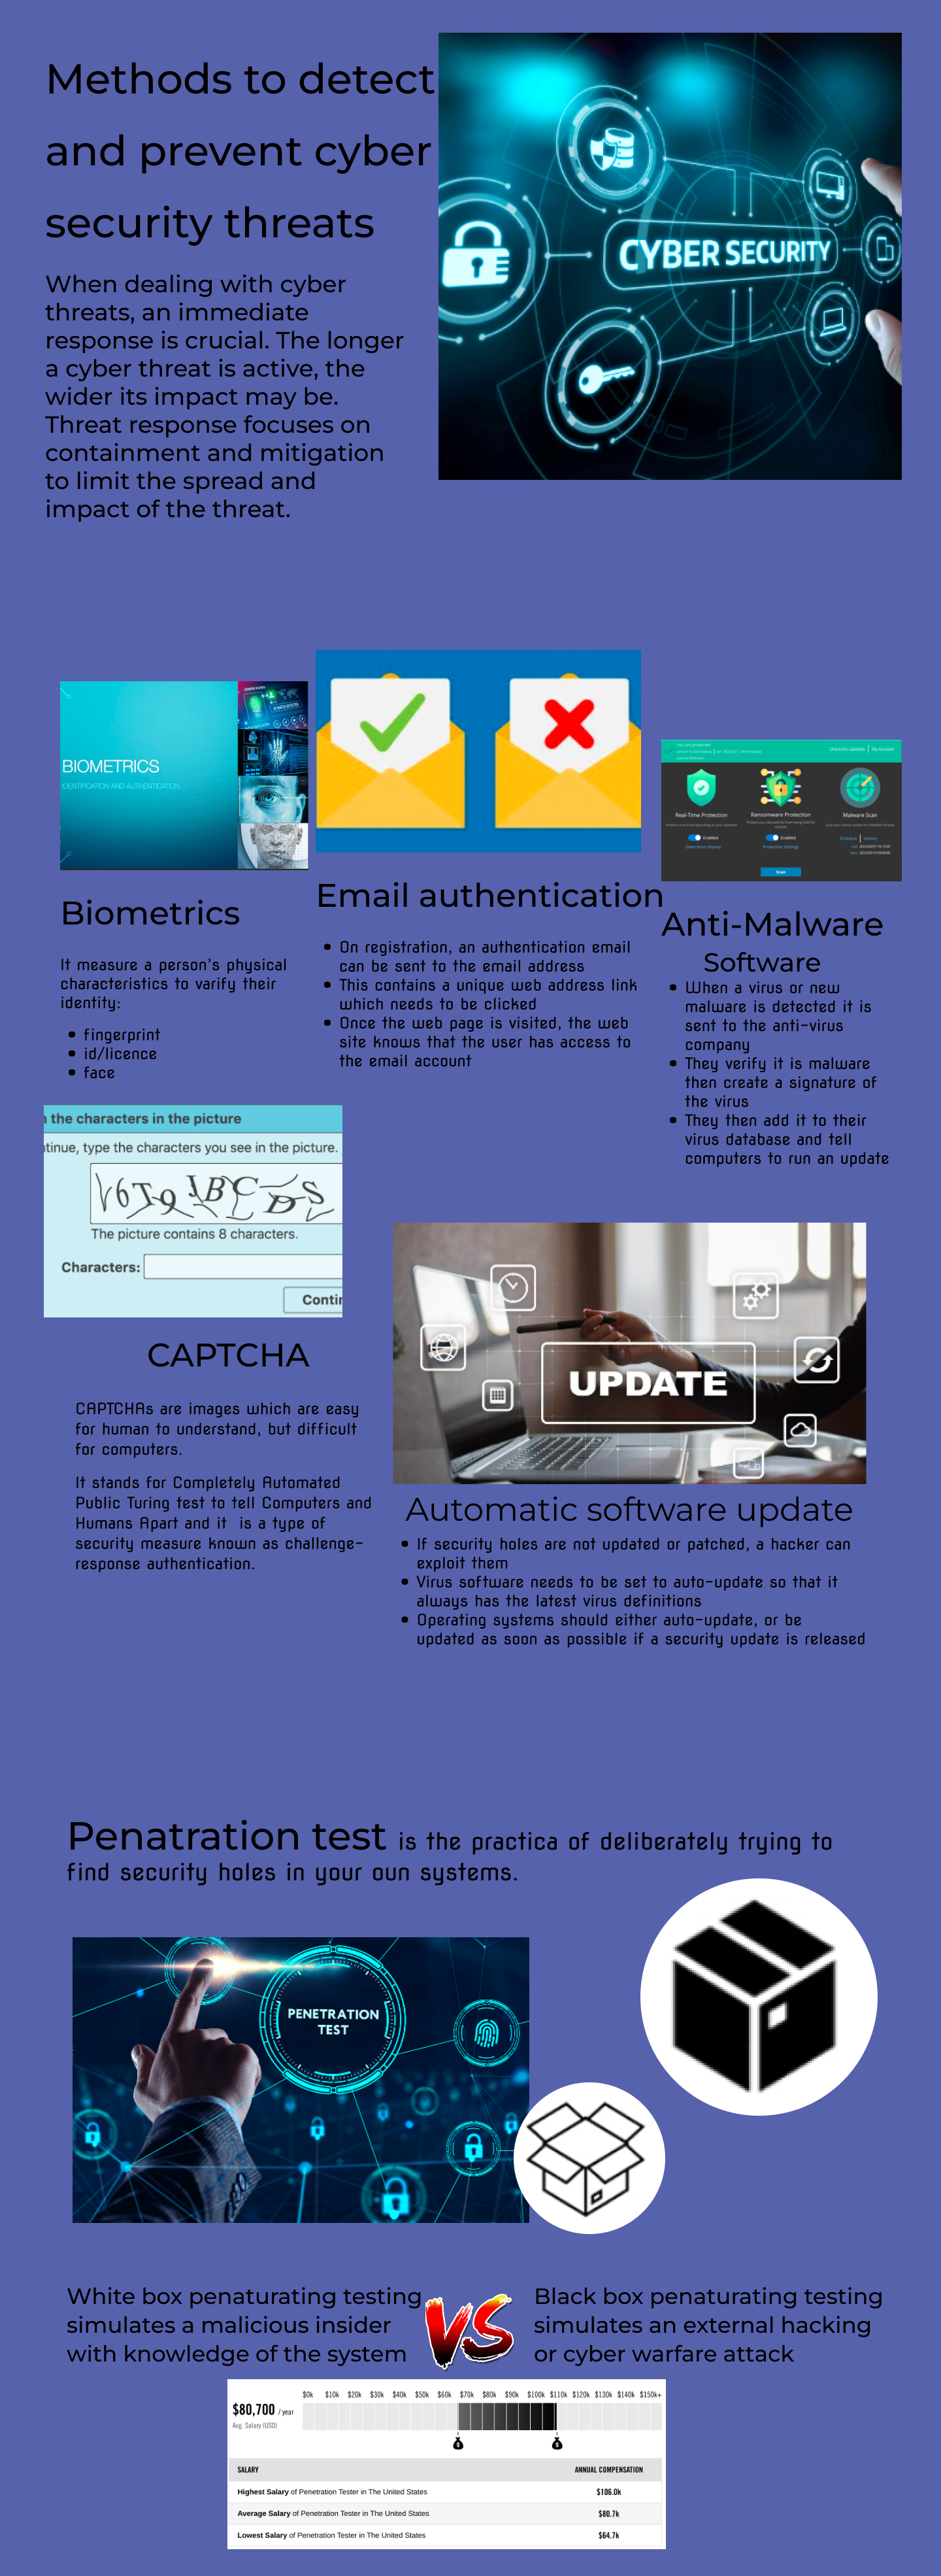 Methods to detect
and prevent cyber
security threats
When dealing with cyber
threats, an immediate
response is crucial. The longer
a cyber threat is active, the
wider its impact may be.
Threat response focuses on
containment and mitigation
to limit the spread and
impact of the threat.
CYBER SECURITY
BIOMETRICS
IDENTIFICATION AND AUTHENTICATION
Biometrics
It measure a person's physical
characteristics to varify their
identity:
fingerprint
id/licence
face
Email authentication
On registration, an authentication email
can be sent to the email address
This contains a unique web address link
which needs to be clicked
Once the web page is visited, the web
site knows that the user has access to
the email account
You are protected
Check For Updates | My Account
Real-Time Protection
Ransomware Protection
Malware Scan
Enabled
Enabled
Detections History
Protection Settings
Schedule | History
Scan
Anti-Malware
Software
When a virus or new
malware is detected it is
sent to the anti-virus
company
They verify it is malware
then create a signature of
the virus
They then add it to their
virus database and tell
computers to run an update
the characters in the picture
tinue, type the characters you see in the picture.
V6T9JBCDS
The picture contains 8 characters.
Characters:
Contin
CAPTCHA
CAPTCHAs are images which are easy
for human to understand, but difficult
for computers.
It stands for Completely Automated
Public Turing test to tell Computers and
Humans Apart and it is a type of
security measure known as challenge-
response authentication.
UPDATE
Automatic software update
If security holes are not updated or patched, a hacker can
exploit them
Virus software needs to be set to auto-update so that it
always has the latest virus definitions
Operating systems should either auto-update, or be
updated as soon as possible if a security update is released
Penatration test is the practica of deliberately trying to
find security holes in your oun systems.
PENETRATION
TEST
White box penaturating testing
simulates a malicious insider
with knowledge of the system
VS
Black box penaturating testing
simulates an external hacking
or cyber warfare attack
$0k $10k $20k $30k $40k $50k $60k $70k $80k $90k $100k $110k $120k $130k $140k $150k+
$80,700 / year
Avg. Salary (USD)
SALARY ANNUAL COMPENSATION
Highest Salary of Penetration Tester in The United States $106.0k
Average Salary of Penetration Tester in The United States $80.7k
Lowest Salary of Penetration Tester in The United States $64.7k